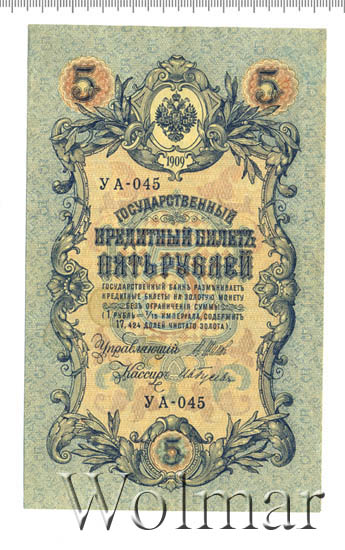 5 5
1909
УА-045
ГОСУДАРСТВЕННЫЙ
КРЕДИТНЫЙ БИЛЕТЪ
ПЯТЬ РУБЛЕЙ
ГОСУДАРСТВЕННЫЙ БАНКЪ РАЗМѢНИВАЕТЪ
КРЕДИТНЫЕ БИЛЕТЫ НА ЗОЛОТУЮ МОНЕТУ
БЕЗЪ ОГРАНИЧЕНІЯ СУММЫ
(1 РУБЛЬ = 1/15 ИМПЕРІАЛА, СОДЕРЖИТЪ
17,424 ДОЛЕЙ ЧИСТАГО ЗОЛОТА).
Управляющій
Кассиръ
УА-045
5
Wolmar